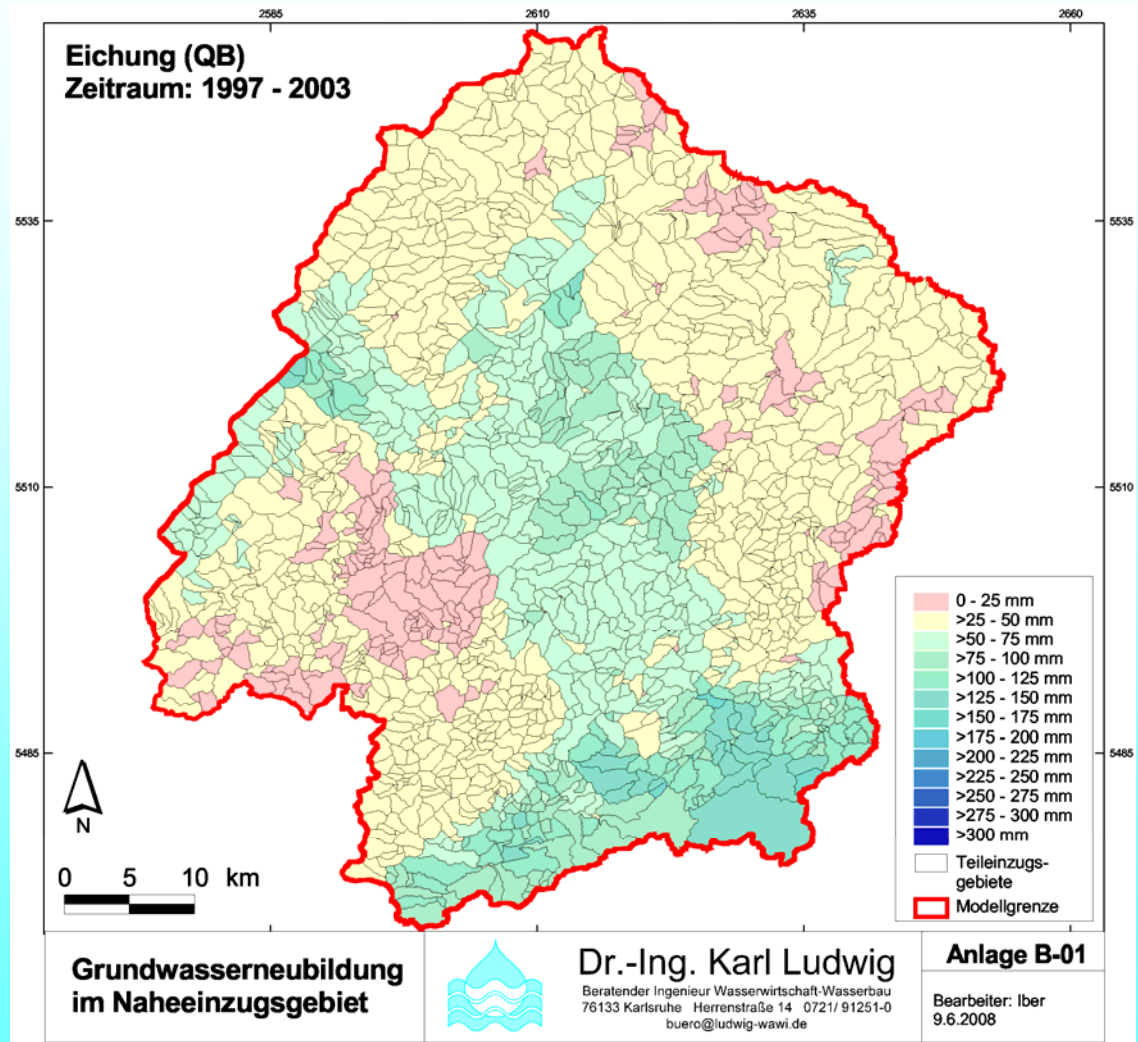 2585
2610
2635
2660
Eichung (QB)
Zeitraum: 1997 - 2003
5535
5535
5510
5510
5485
5485
0 - 25 mm
>25 - 50 mm
>50 - 75 mm
>75 - 100 mm
>100 - 125 mm
>125 - 150 mm
>150 - 175 mm
>175 - 200 mm
>200 - 225 mm
>225 - 250 mm
>250 - 275 mm
>275 - 300 mm
>300 mm
Teileinzugs-
gebiete
Modellgrenze
N
0 5 10 km
Grundwasserneubildung
im Naheeinzugsgebiet
Dr.-Ing. Karl Ludwig
Beratender Ingenieur Wasserwirtschaft-Wasserbau
76133 Karlsruhe Herrenstraße 14 0721/ 91251-0
buero@ludwig-wawi.de
Anlage B-01
Bearbeiter: Iber
9.6.2008